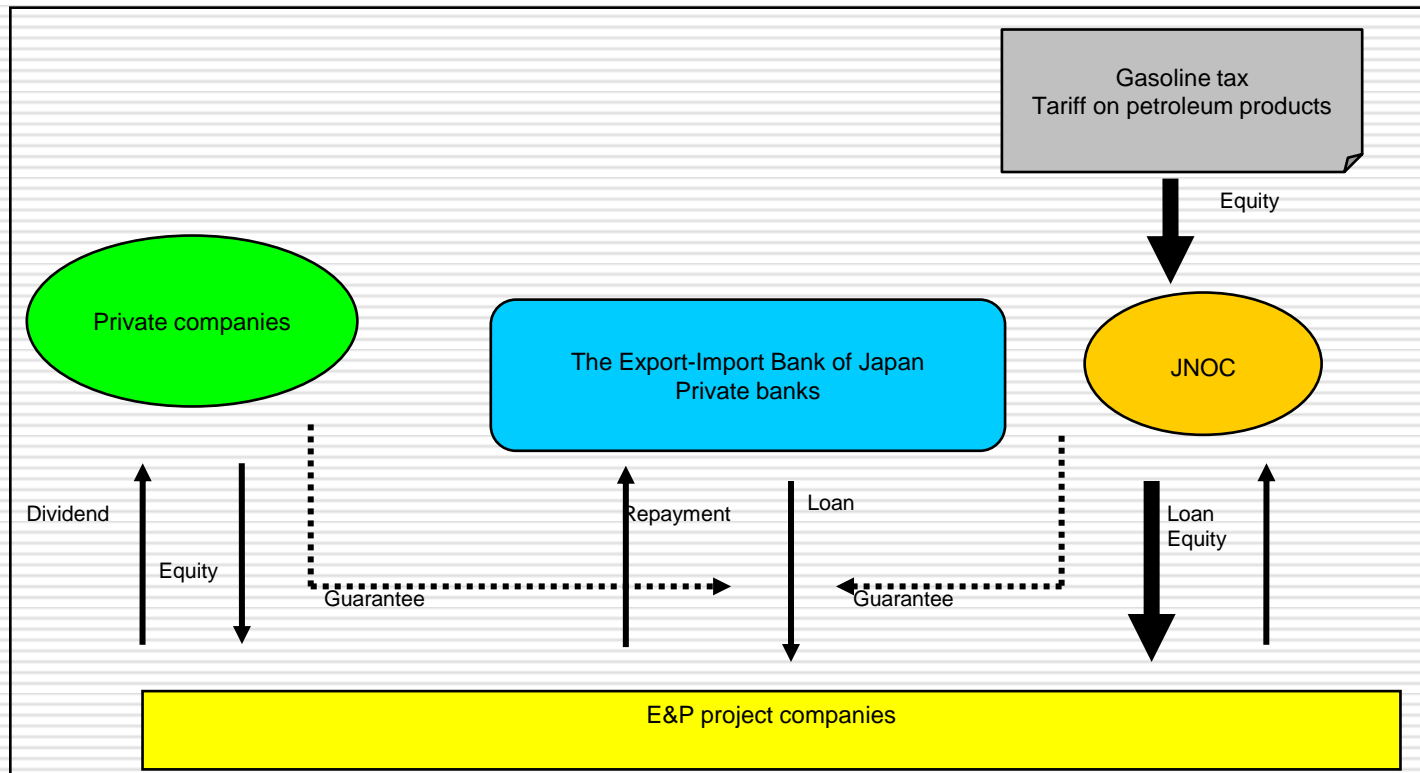 Gasoline tax
Tariff on petroleum products
Equity
Private companies
The Export-Import Bank of Japan
Private banks
JNOC
Dividend
Equity
Guarantee
Repayment
Loan
Guarantee
Loan
Equity
E&P project companies